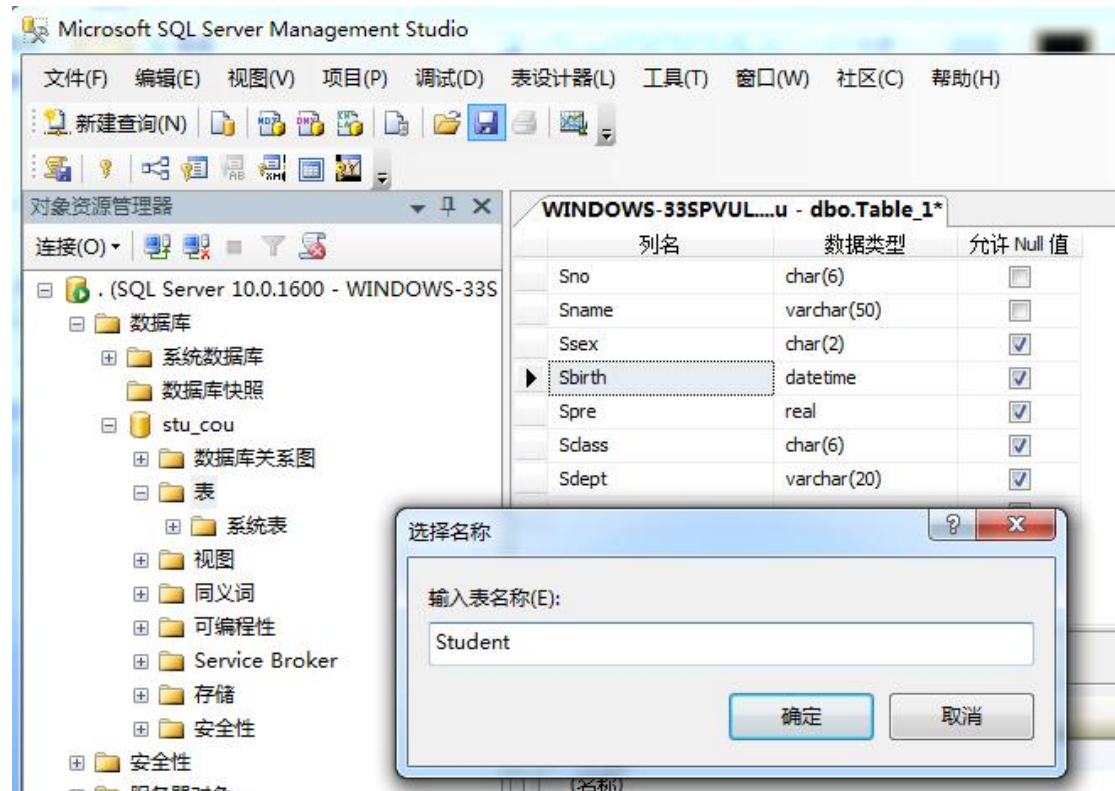 Microsoft SQL Server Management Studio
文件(F) 编辑(E) 视图(V) 项目(P) 调试(D) 表设计器(L) 工具(T) 窗口(W) 社区(C) 帮助(H)
新建查询(N)
对象资源管理器
连接(O)
. (SQL Server 10.0.1600 - WINDOWS-33S
数据库
系统数据库
数据库快照
stu_cou
数据库关系图
表
系统表
视图
同义词
可编程性
Service Broker
存储
安全性
安全性
服务器对象
WINDOWS-33SPVUL....u - dbo.Table_1*
列名 数据类型 允许 Null 值
Sno char(6)
Sname varchar(50)
Ssex char(2)
Sbirth datetime
Spre real
Sclass char(6)
Sdept varchar(20)
选择名称
输入表名称(E):
Student
确定 取消
(名称)